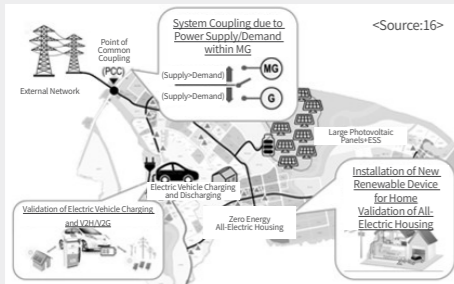 System Coupling due to
Power Supply/Demand
within MG
(Supply>Demand)
(Supply>Demand)
MG
G
<Source:16>
Point of
Common
Coupling
(PCC)
External Network
Large Photovoltaic
Panels+ESS
Electric Vehicle Charging
and Discharging
Zero Energy
All-Electric Housing
Validation of Electric Vehicle Charging
and V2H/V2G
Installation of New
Renewable Device
for Home
Validation of All-
Electric Housing